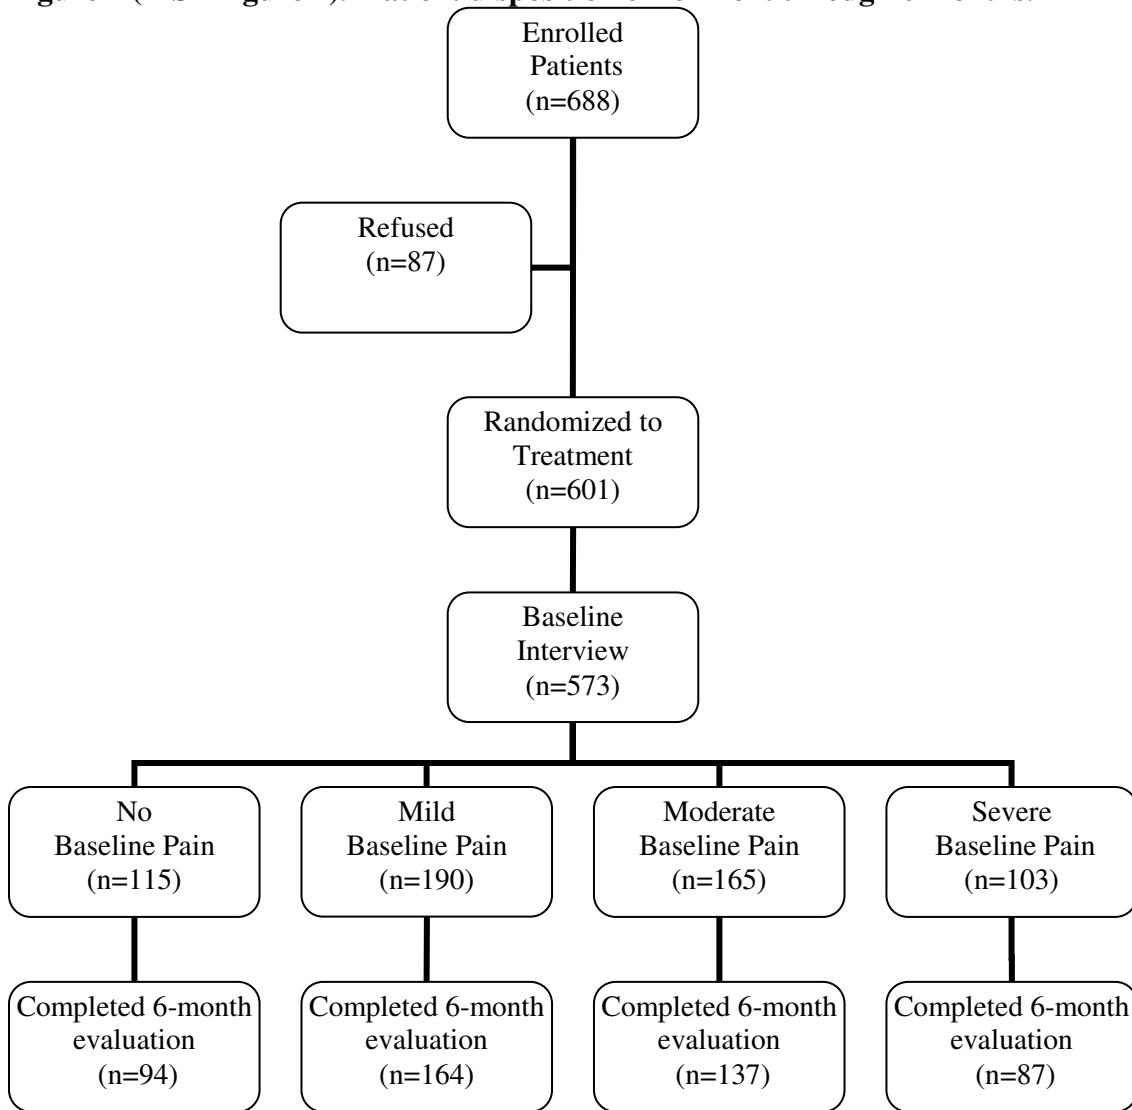 Enrolled
Patients
(n=688)
Refused
(n=87)
Randomized to
Treatment
(n=601)
Baseline
Interview
(n=573)
No
Baseline Pain
(n=115)
Mild
Baseline Pain
(n=190)
Moderate
Baseline Pain
(n=165)
Severe
Baseline Pain
(n=103)
Completed 6-month
evaluation
(n=94)
Completed 6-month
evaluation
(n=164)
Completed 6-month
evaluation
(n=137)
Completed 6-month
evaluation
(n=87)